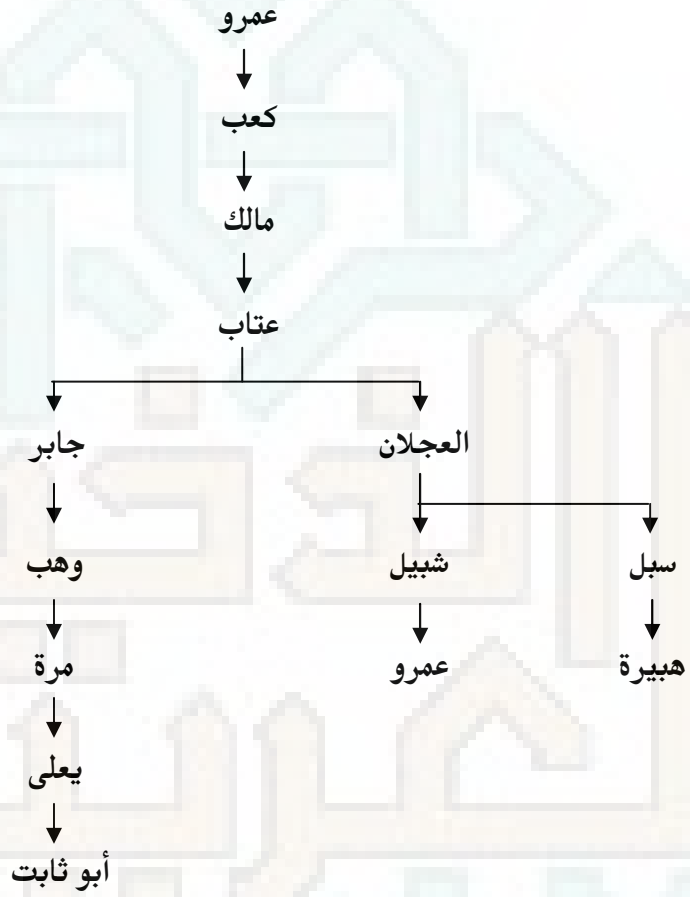 عمرو
كعب
مالك
عتاب
العجلان جابر
سبل شبيل وهب
هبيرة عمرو مرة
يعلى
أبو ثابت